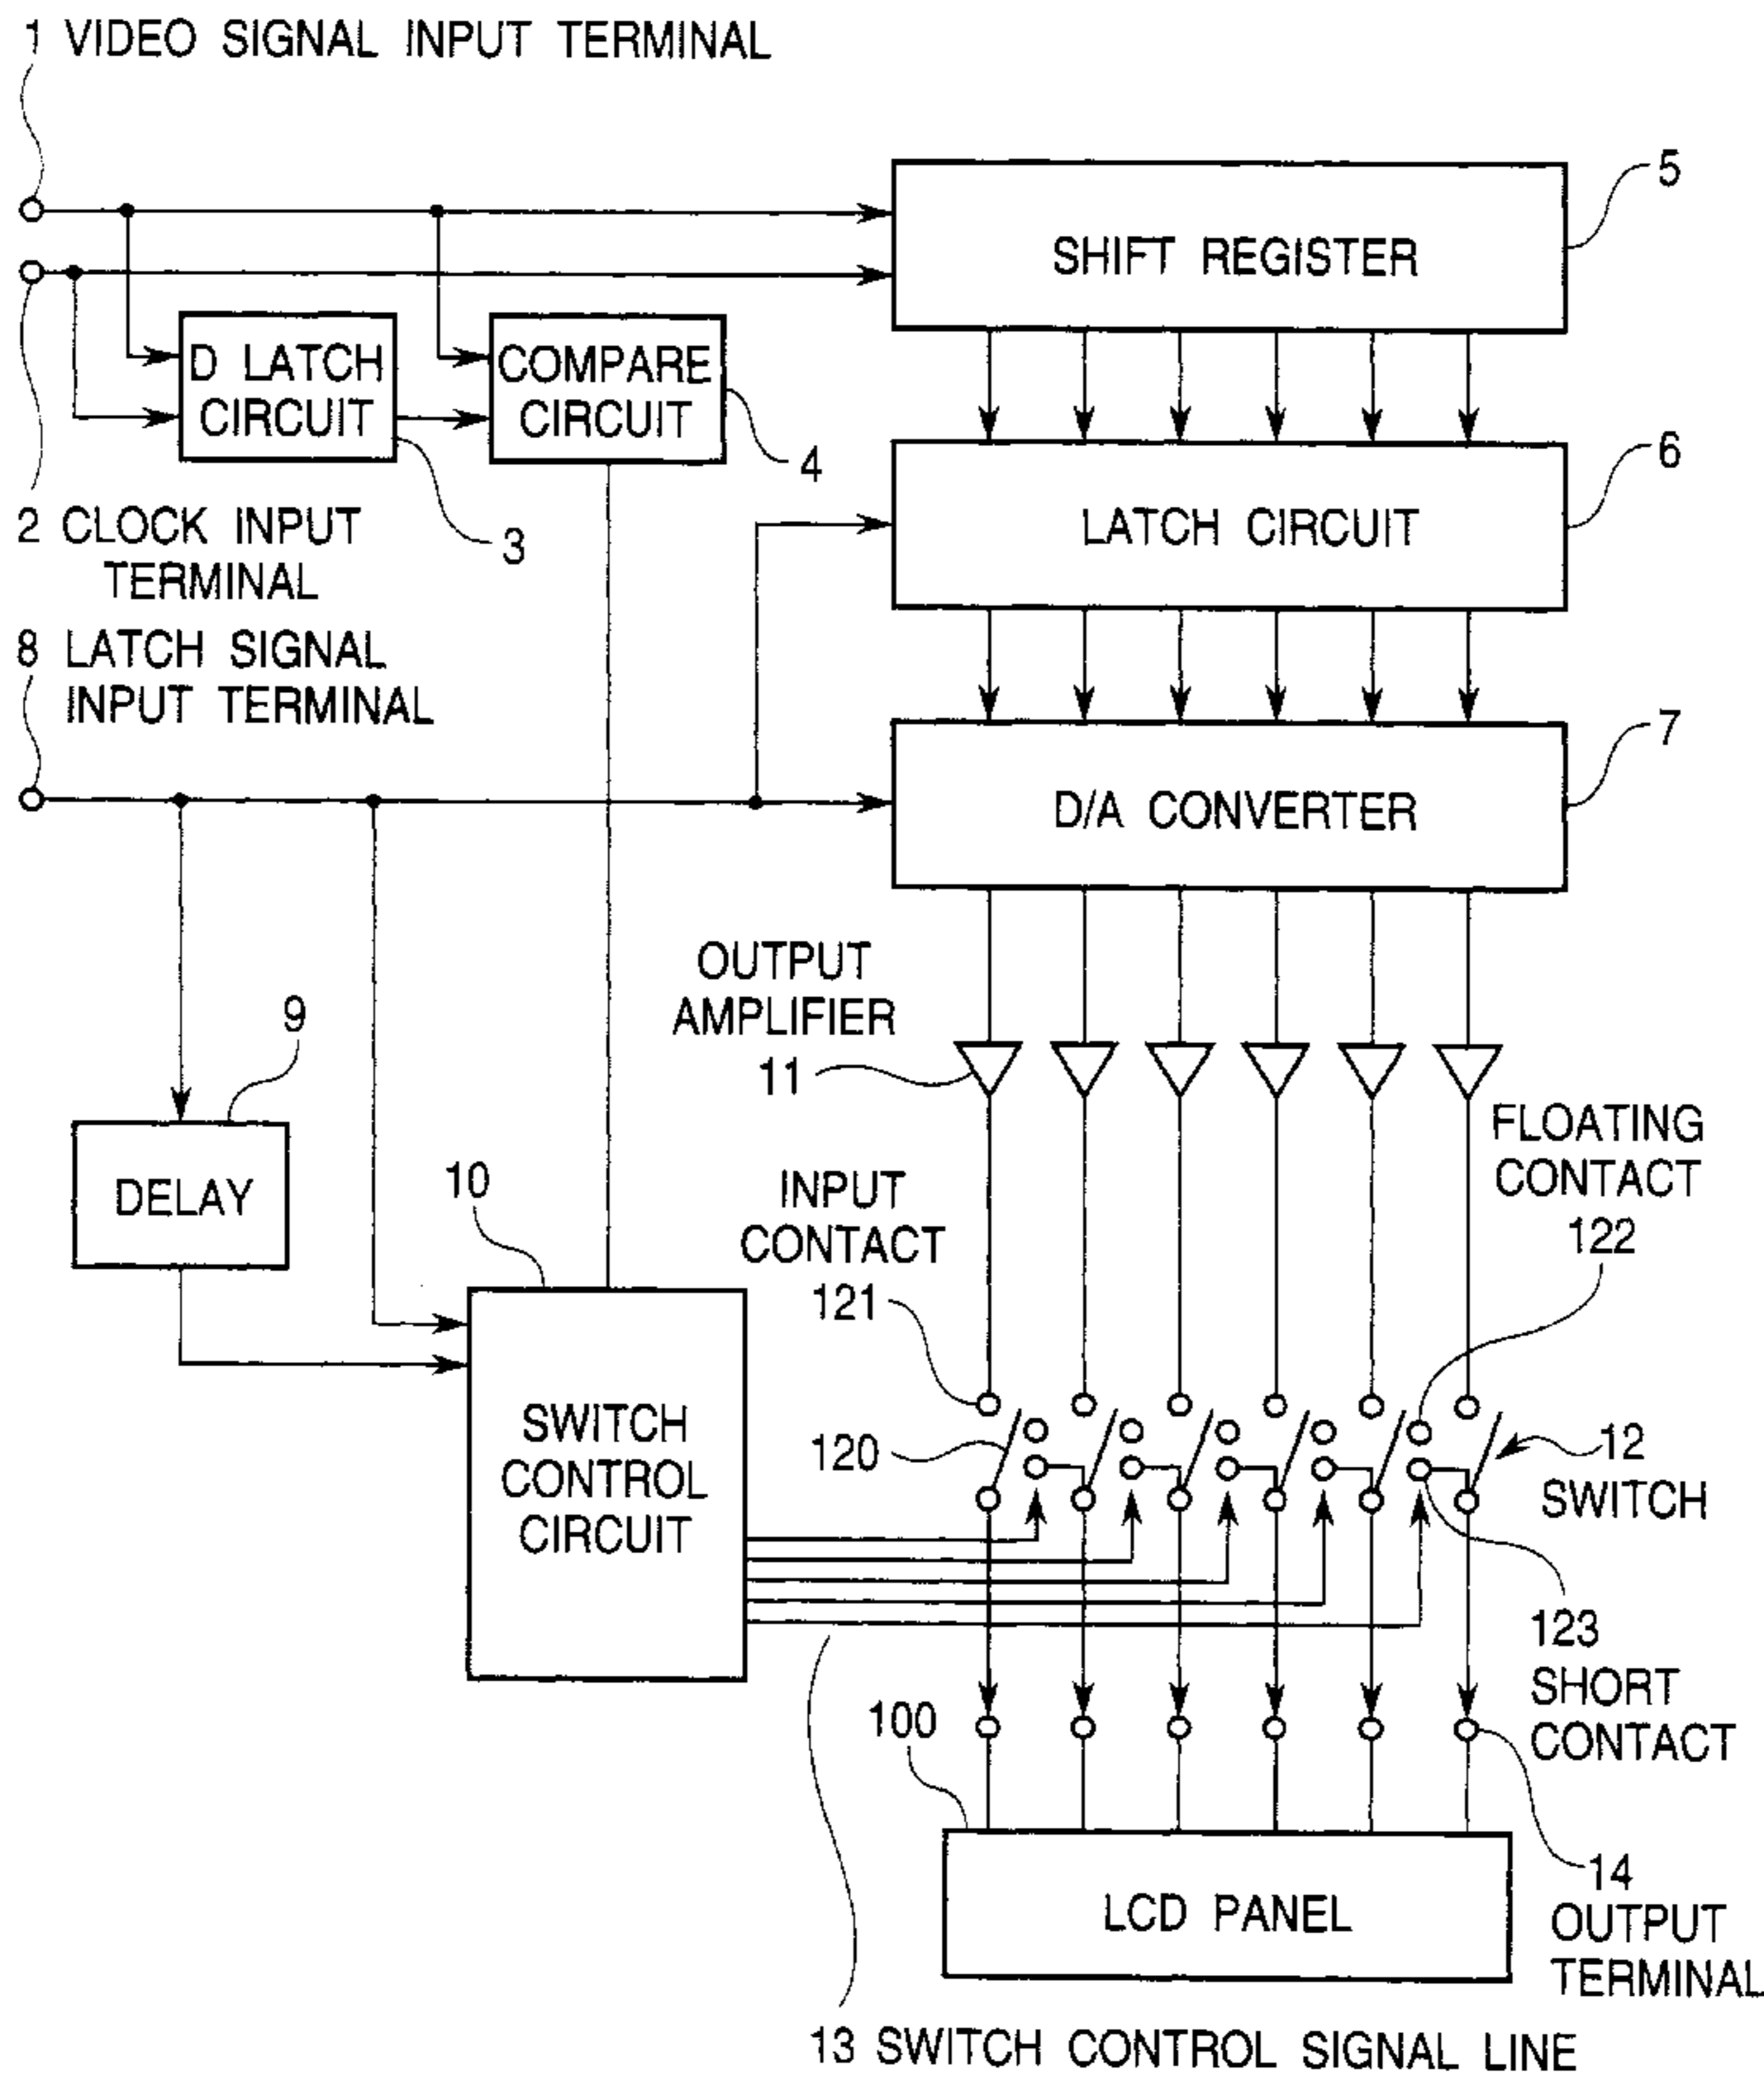 1 VIDEO SIGNAL INPUT TERMINAL
5
SHIFT REGISTER
D LATCH
CIRCUIT
COMPARE
CIRCUIT
4
6
2 CLOCK INPUT
TERMINAL
3
LATCH CIRCUIT
8 LATCH SIGNAL
INPUT TERMINAL
7
D/A CONVERTER
OUTPUT
AMPLIFIER
11
9
DELAY
FLOATING
CONTACT
122
10
INPUT
CONTACT
121
SWITCH
CONTROL
CIRCUIT
120
12
SWITCH
123
SHORT
CONTACT
100
LCD PANEL
14
OUTPUT
TERMINAL
13 SWITCH CONTROL SIGNAL LINE